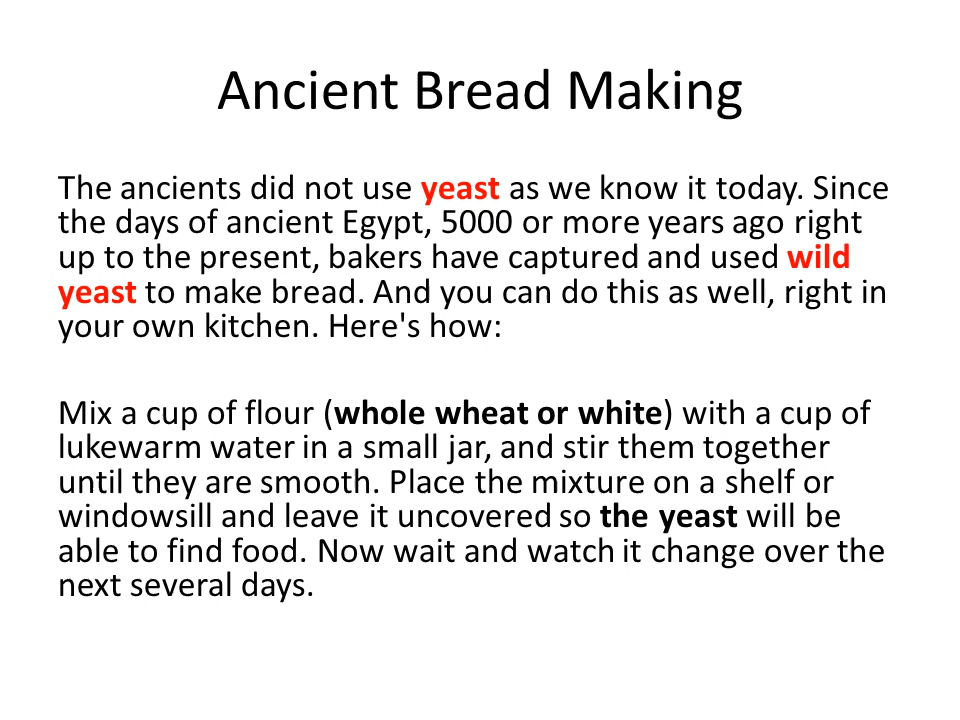 Ancient Bread Making
The ancients did not use yeast as we know it today. Since
the days of ancient Egypt, 5000 or more years ago right
up to the present, bakers have captured and used wild
yeast to make bread. And you can do this as well, right in
your own kitchen. Here's how:
Mix a cup of flour (whole wheat or white) with a cup of
lukewarm water in a small jar, and stir them together
until they are smooth. Place the mixture on a shelf or
windowsill and leave it uncovered so the yeast will be
able to find food. Now wait and watch it change over the
next several days.